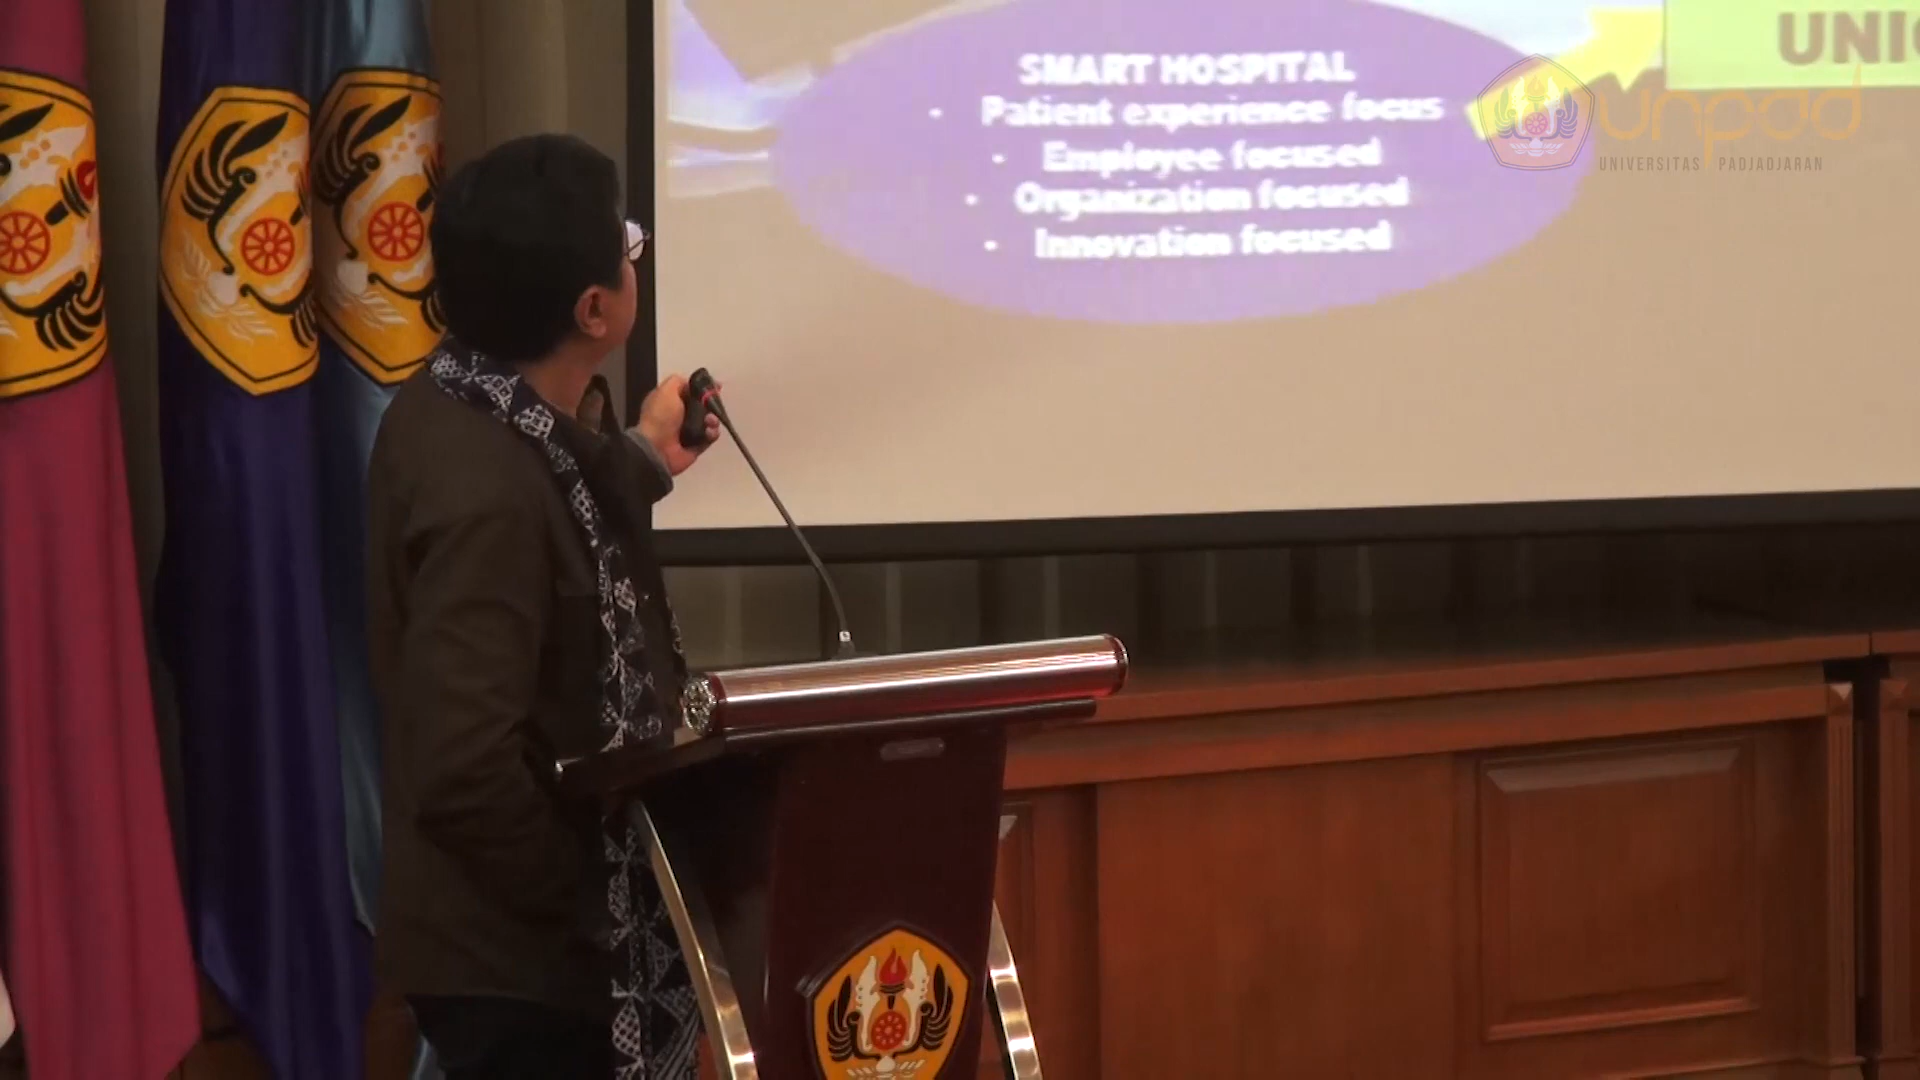 SMART HOSPITAL
• Patient experience focus
• Employee focused
• Organization focused
• Innovation focused
unpad
UNIVERSITAS PADJADJARAN